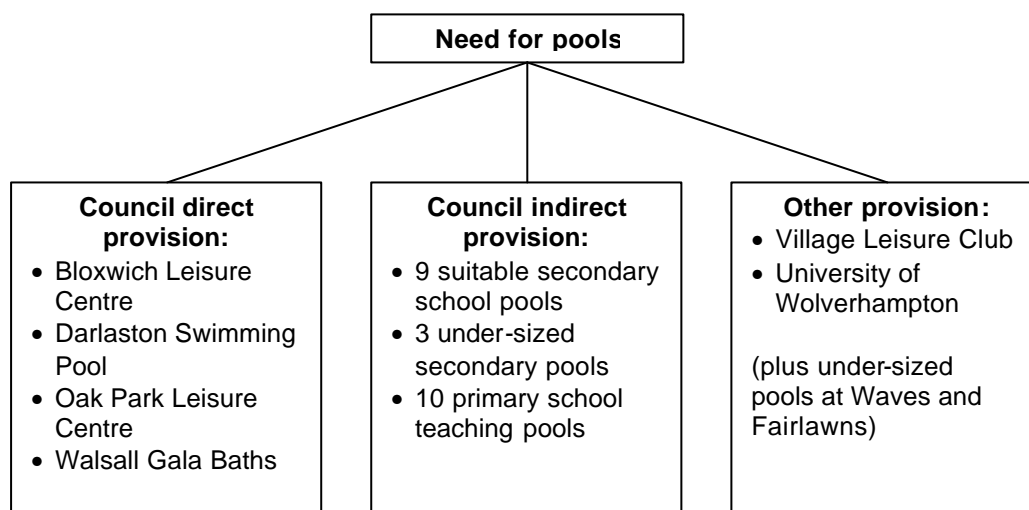 Need for pools
Council direct
provision:
• Bloxwich Leisure
Centre
• Darlaston Swimming
Pool
• Oak Park Leisure
Centre
• Walsall Gala Baths
Council indirect
provision:
• 9 suitable secondary
school pools
• 3 under-sized
secondary pools
• 10 primary school
teaching pools
Other provision:
• Village Leisure Club
• University of
Wolverhampton
(plus under-sized
pools at Waves and
Fairlawns)